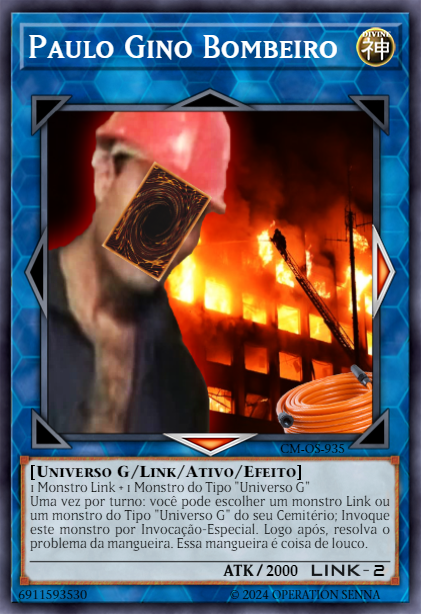 Paulo Gino Bombeiro
DIVINE
神
CM-OS-935
[Universo G/Link/Ativo/Efeito]
1 Monstro Link + 1 Monstro do Tipo "Universo G"
Uma vez por turno: você pode escolher um monstro Link ou
um monstro do Tipo "Universo G" do seu Cemitério; Invoque
este monstro por Invocação-Especial. Logo após, resolva o
problema da mangueira. Essa mangueira é coisa de louco.
ATK / 2000 LINK-2
6911593530 ©2024 OPERATION SENNA